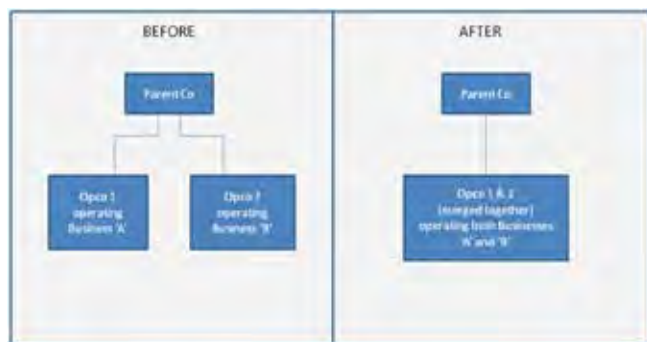 BEFORE
Parent Co
Opco 1
operating
Business 'A'
Opco 2
operating
Business 'B'
AFTER
Parent Co
Opco 1 & 2
(merged together)
operating both Businesses
'A' and 'B'